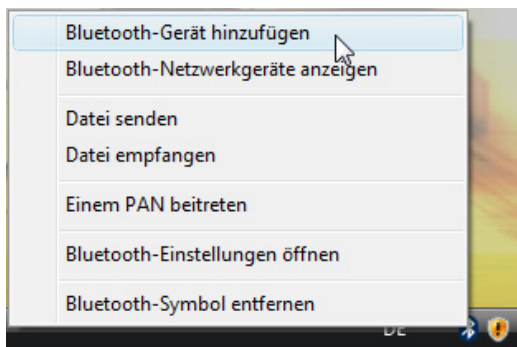 Bluetooth-Gerät hinzufügen
Bluetooth-Netzwerkgeräte anzeigen
Datei senden
Datei empfangen
Einem PAN beitreten
Bluetooth-Einstellungen öffnen
Bluetooth-Symbol entfernen
DE